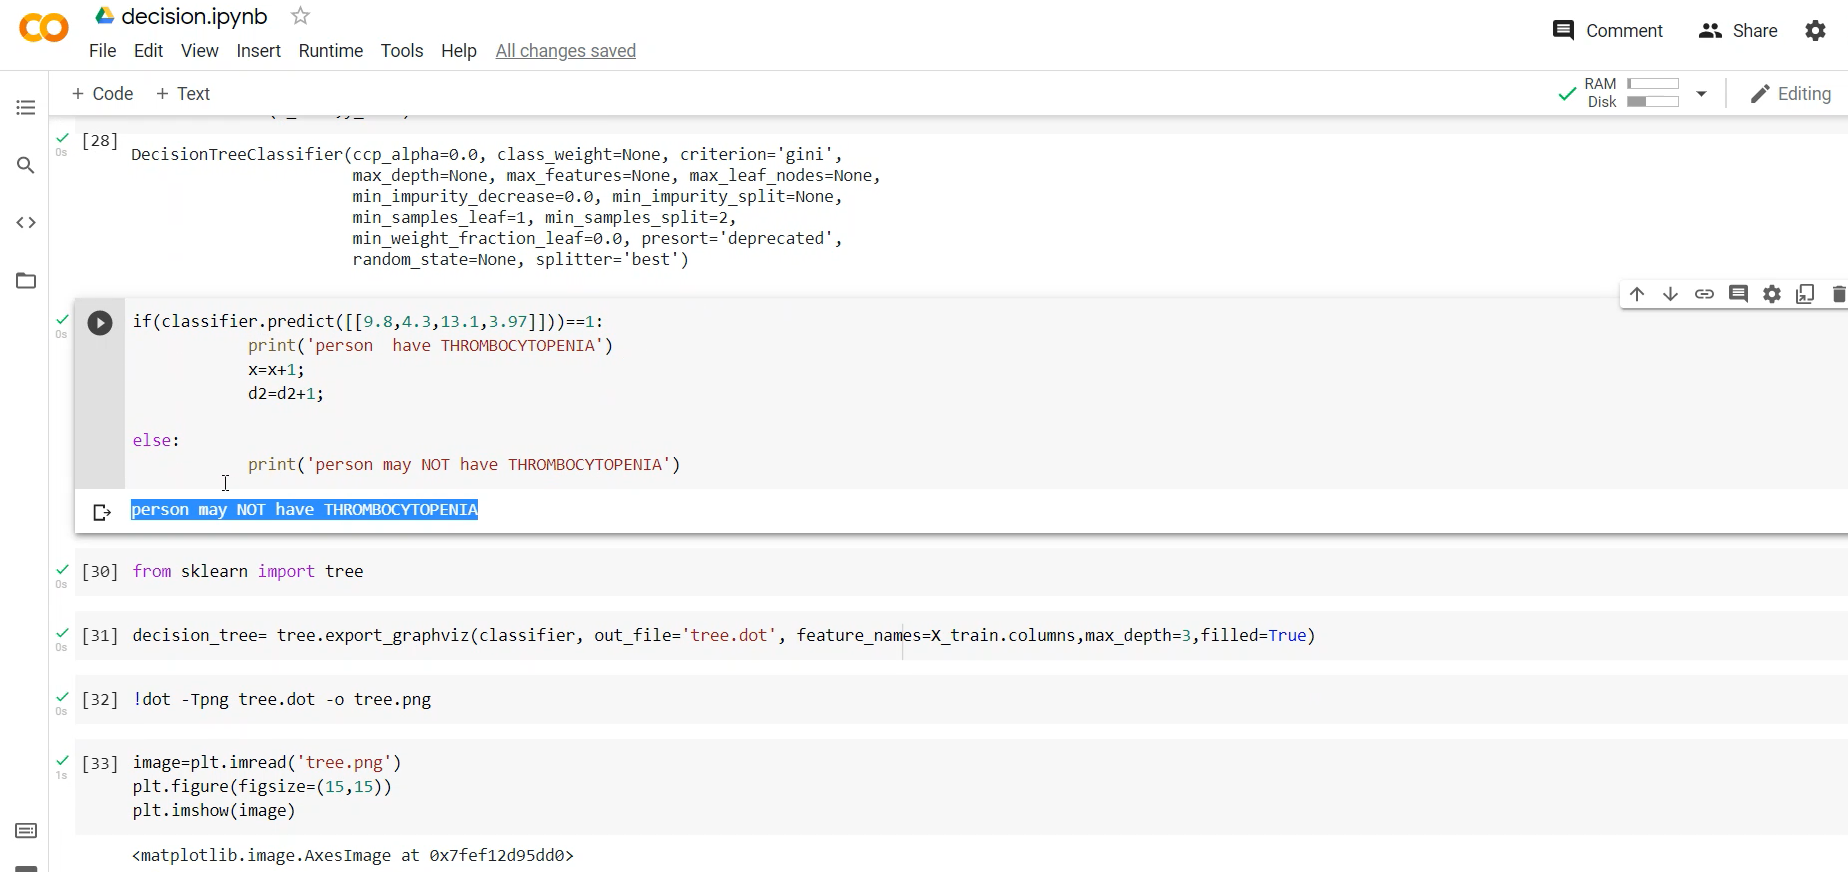 decision.ipynb
File Edit View Insert Runtime Tools Help All changes saved
Comment Share
+ Code + Text
RAM
Disk
Editing
[28]
0s
DecisionTreeClassifier(ccp_alpha=0.0, class_weight=None, criterion='gini',
max_depth=None, max_features=None, max_leaf_nodes=None,
min_impurity_decrease=0.0, min_impurity_split=None,
min_samples_leaf=1, min_samples_split=2,
min_weight_fraction_leaf=0.0, presort='deprecated',
random_state=None, splitter='best')
0s
if(classifier.predict([[9.8,4.3,13.1,3.97]]))==1:
print('person  have THROMBOCYTOPENIA')
x=x+1;
d2=d2+1;
else:
print('person may NOT have THROMBOCYTOPENIA')
person may NOT have THROMBOCYTOPENIA
[30] from sklearn import tree
0s
[31] decision_tree= tree.export_graphviz(classifier, out_file='tree.dot', feature_names=X_train.columns,max_depth=3,filled=True)
0s
[32] !dot -Tpng tree.dot -o tree.png
0s
[33] image=plt.imread('tree.png')
1s
plt.figure(figsize=(15,15))
plt.imshow(image)
<matplotlib.image.AxesImage at 0x7fef12d95dd0>